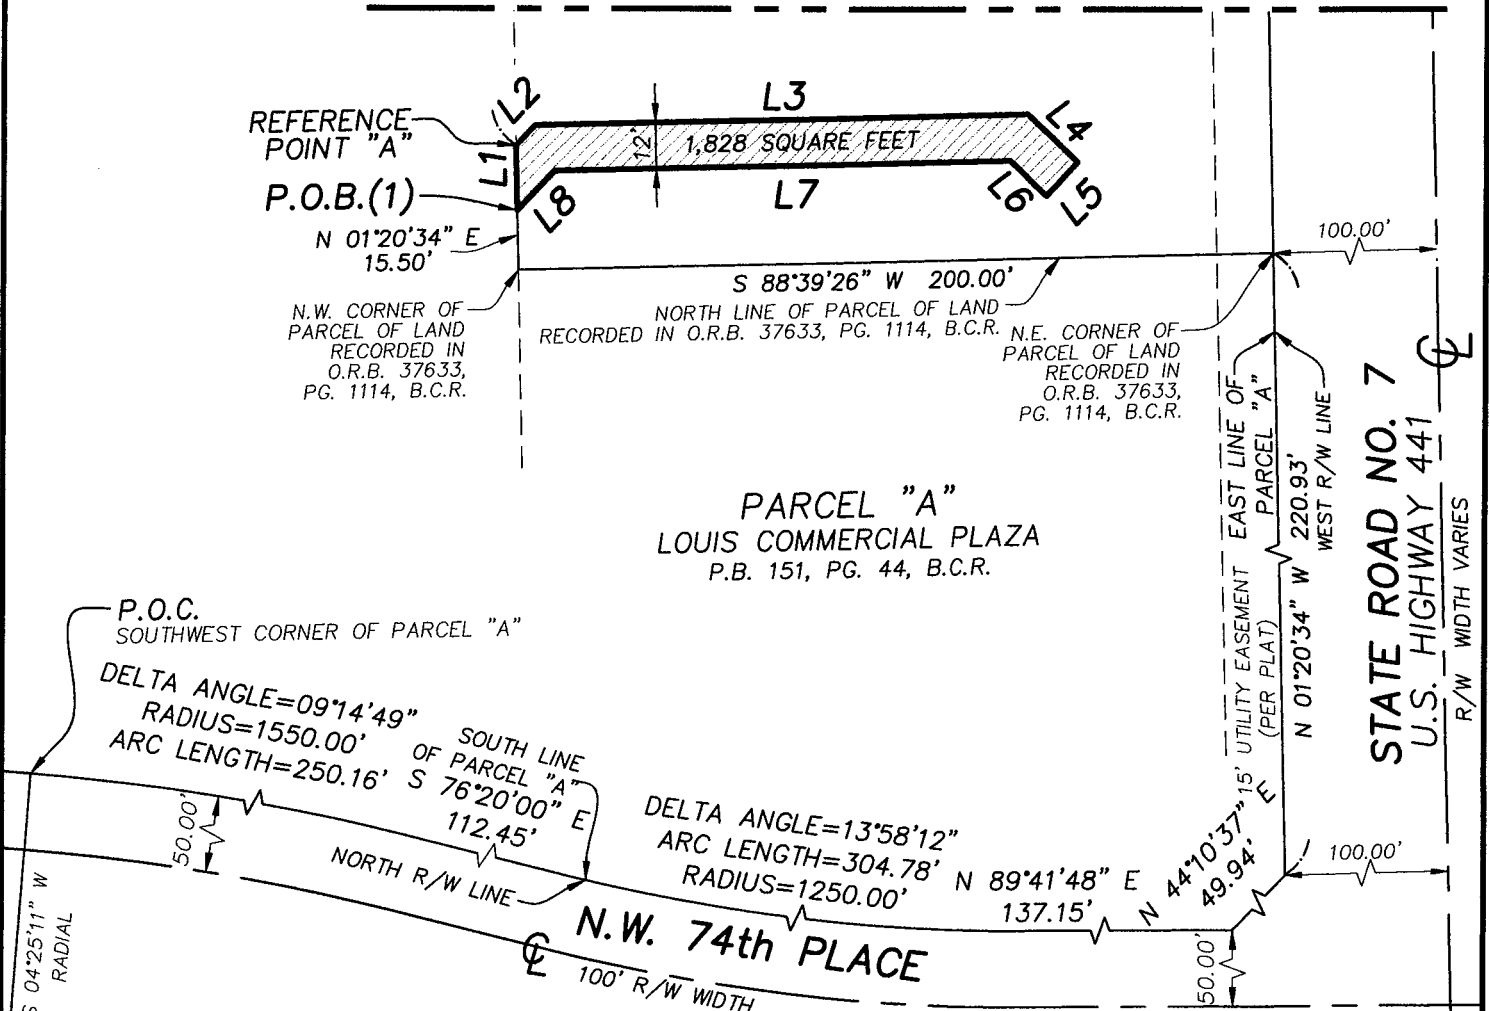 L2
L3
L4
REFERENCE
POINT "A"
12'
1,828 SQUARE FEET
L1
P.O.B.(1)
L8
L7
L6
L5
N 01°20'34" E
15.50'
100.00'
S 88°39'26" W 200.00'
N.W. CORNER OF
PARCEL OF LAND
RECORDED IN
O.R.B. 37633,
PG. 1114, B.C.R.
NORTH LINE OF PARCEL OF LAND
RECORDED IN O.R.B. 37633, PG. 1114, B.C.R.
N.E. CORNER OF
PARCEL OF LAND
RECORDED IN
O.R.B. 37633,
PG. 1114, B.C.R.
15' UTILITY EASEMENT
(PER PLAT)
EAST LINE OF
PARCEL "A"
N 01°20'34" W 220.93'
WEST R/W LINE
STATE ROAD NO. 7
U.S. HIGHWAY 441
R/W WIDTH VARIES
℄
PARCEL "A"
LOUIS COMMERCIAL PLAZA
P.B. 151, PG. 44, B.C.R.
P.O.C.
SOUTHWEST CORNER OF PARCEL "A"
DELTA ANGLE=09°14'49"
RADIUS=1550.00'
ARC LENGTH=250.16'
SOUTH LINE
OF PARCEL "A"
S 76°20'00" E
112.45'
DELTA ANGLE=13°58'12"
ARC LENGTH=304.78'
RADIUS=1250.00'
N 89°41'48" E
137.15'
N 44°10'37" E
49.94'
100.00'
50.00'
NORTH R/W LINE
N.W. 74th PLACE
℄
100' R/W WIDTH
50.00'
S 04°25'11" W
RADIAL